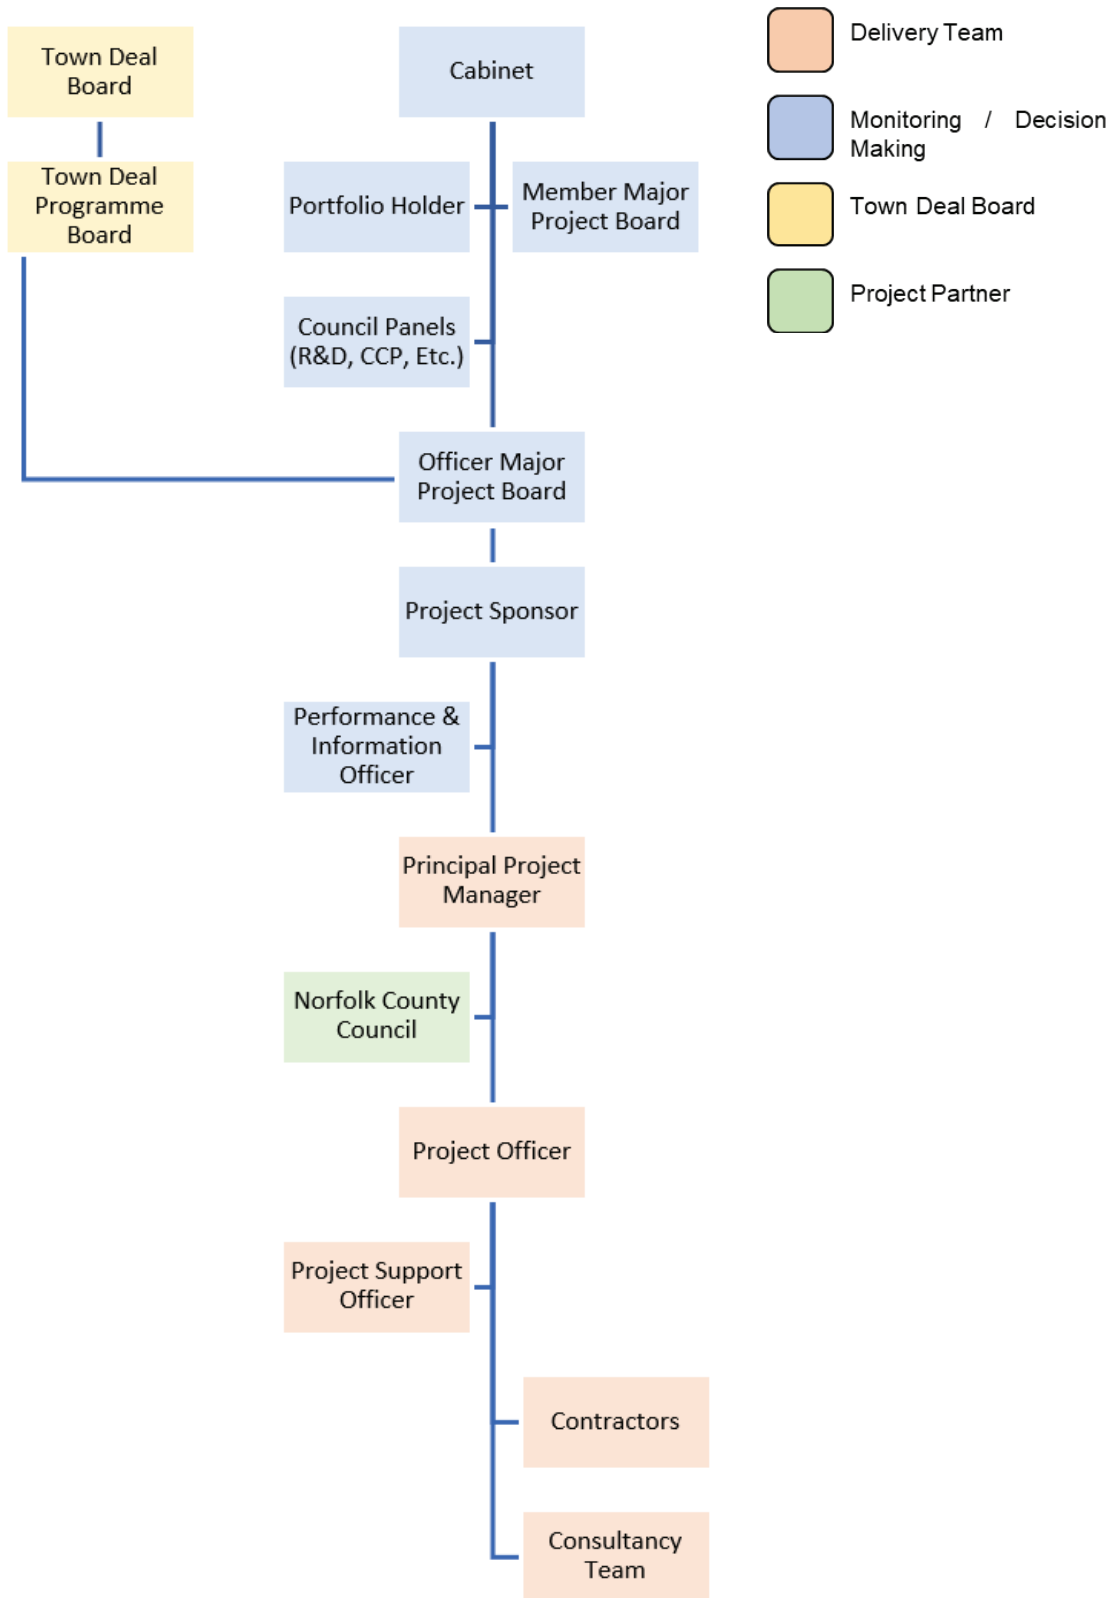 Town Deal
Board
Cabinet
Delivery Team
Monitoring / Decision
Making
Town Deal Board
Project Partner
Town Deal
Programme
Board
Portfolio Holder
Member Major
Project Board
Council Panels
(R&D, CCP, Etc.)
Officer Major
Project Board
Project Sponsor
Performance &
Information
Officer
Principal Project
Manager
Norfolk County
Council
Project Officer
Project Support
Officer
Contractors
Consultancy
Team